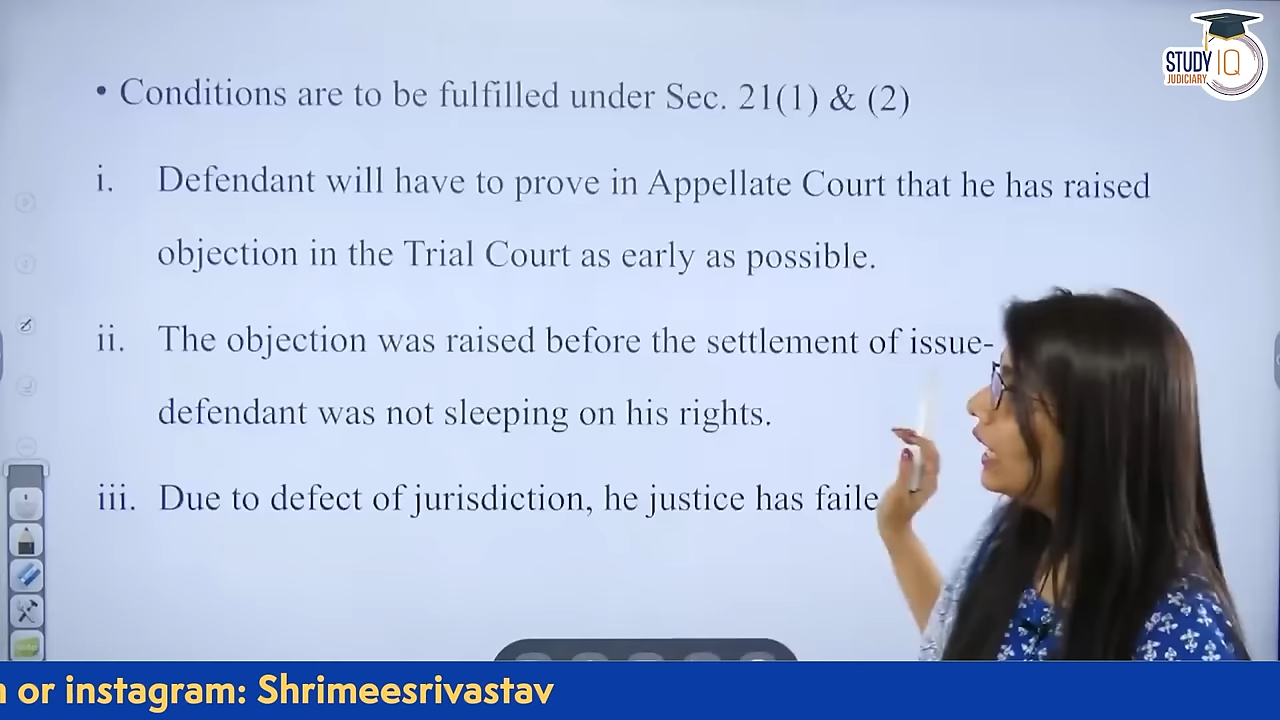 STUDY IQ
JUDICIARY
• Conditions are to be fulfilled under Sec. 21(1) & (2)
i. Defendant will have to prove in Appellate Court that he has raised
objection in the Trial Court as early as possible.
ii. The objection was raised before the settlement of issue-
defendant was not sleeping on his rights.
iii. Due to defect of jurisdiction, he justice has faile
or instagram: Shrimeesrivastav